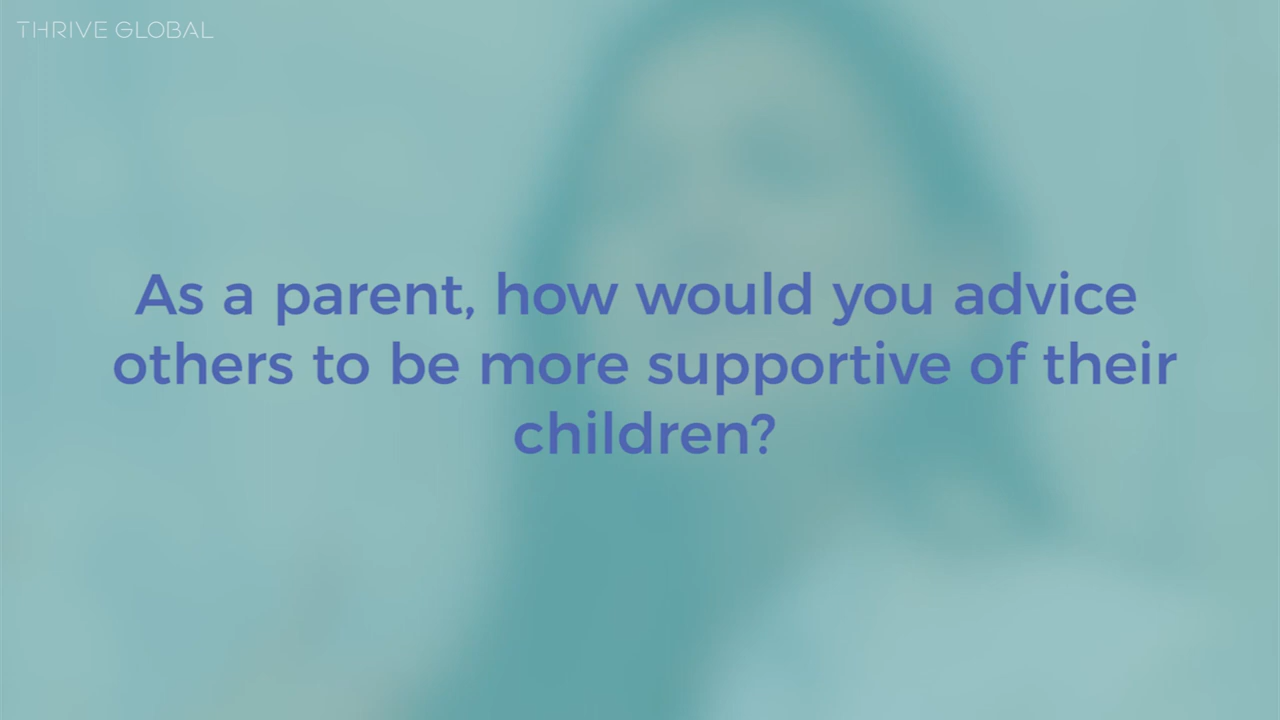 THRIVE GLOBAL
As a parent, how would you advice
others to be more supportive of their
children?